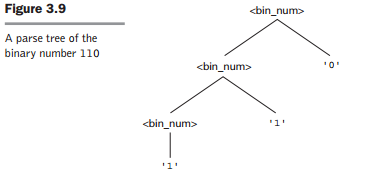 Figure 3.9
A parse tree of the
binary number 110
<bin_num>
<bin_num>
'0'
<bin_num>
'1'
'1'